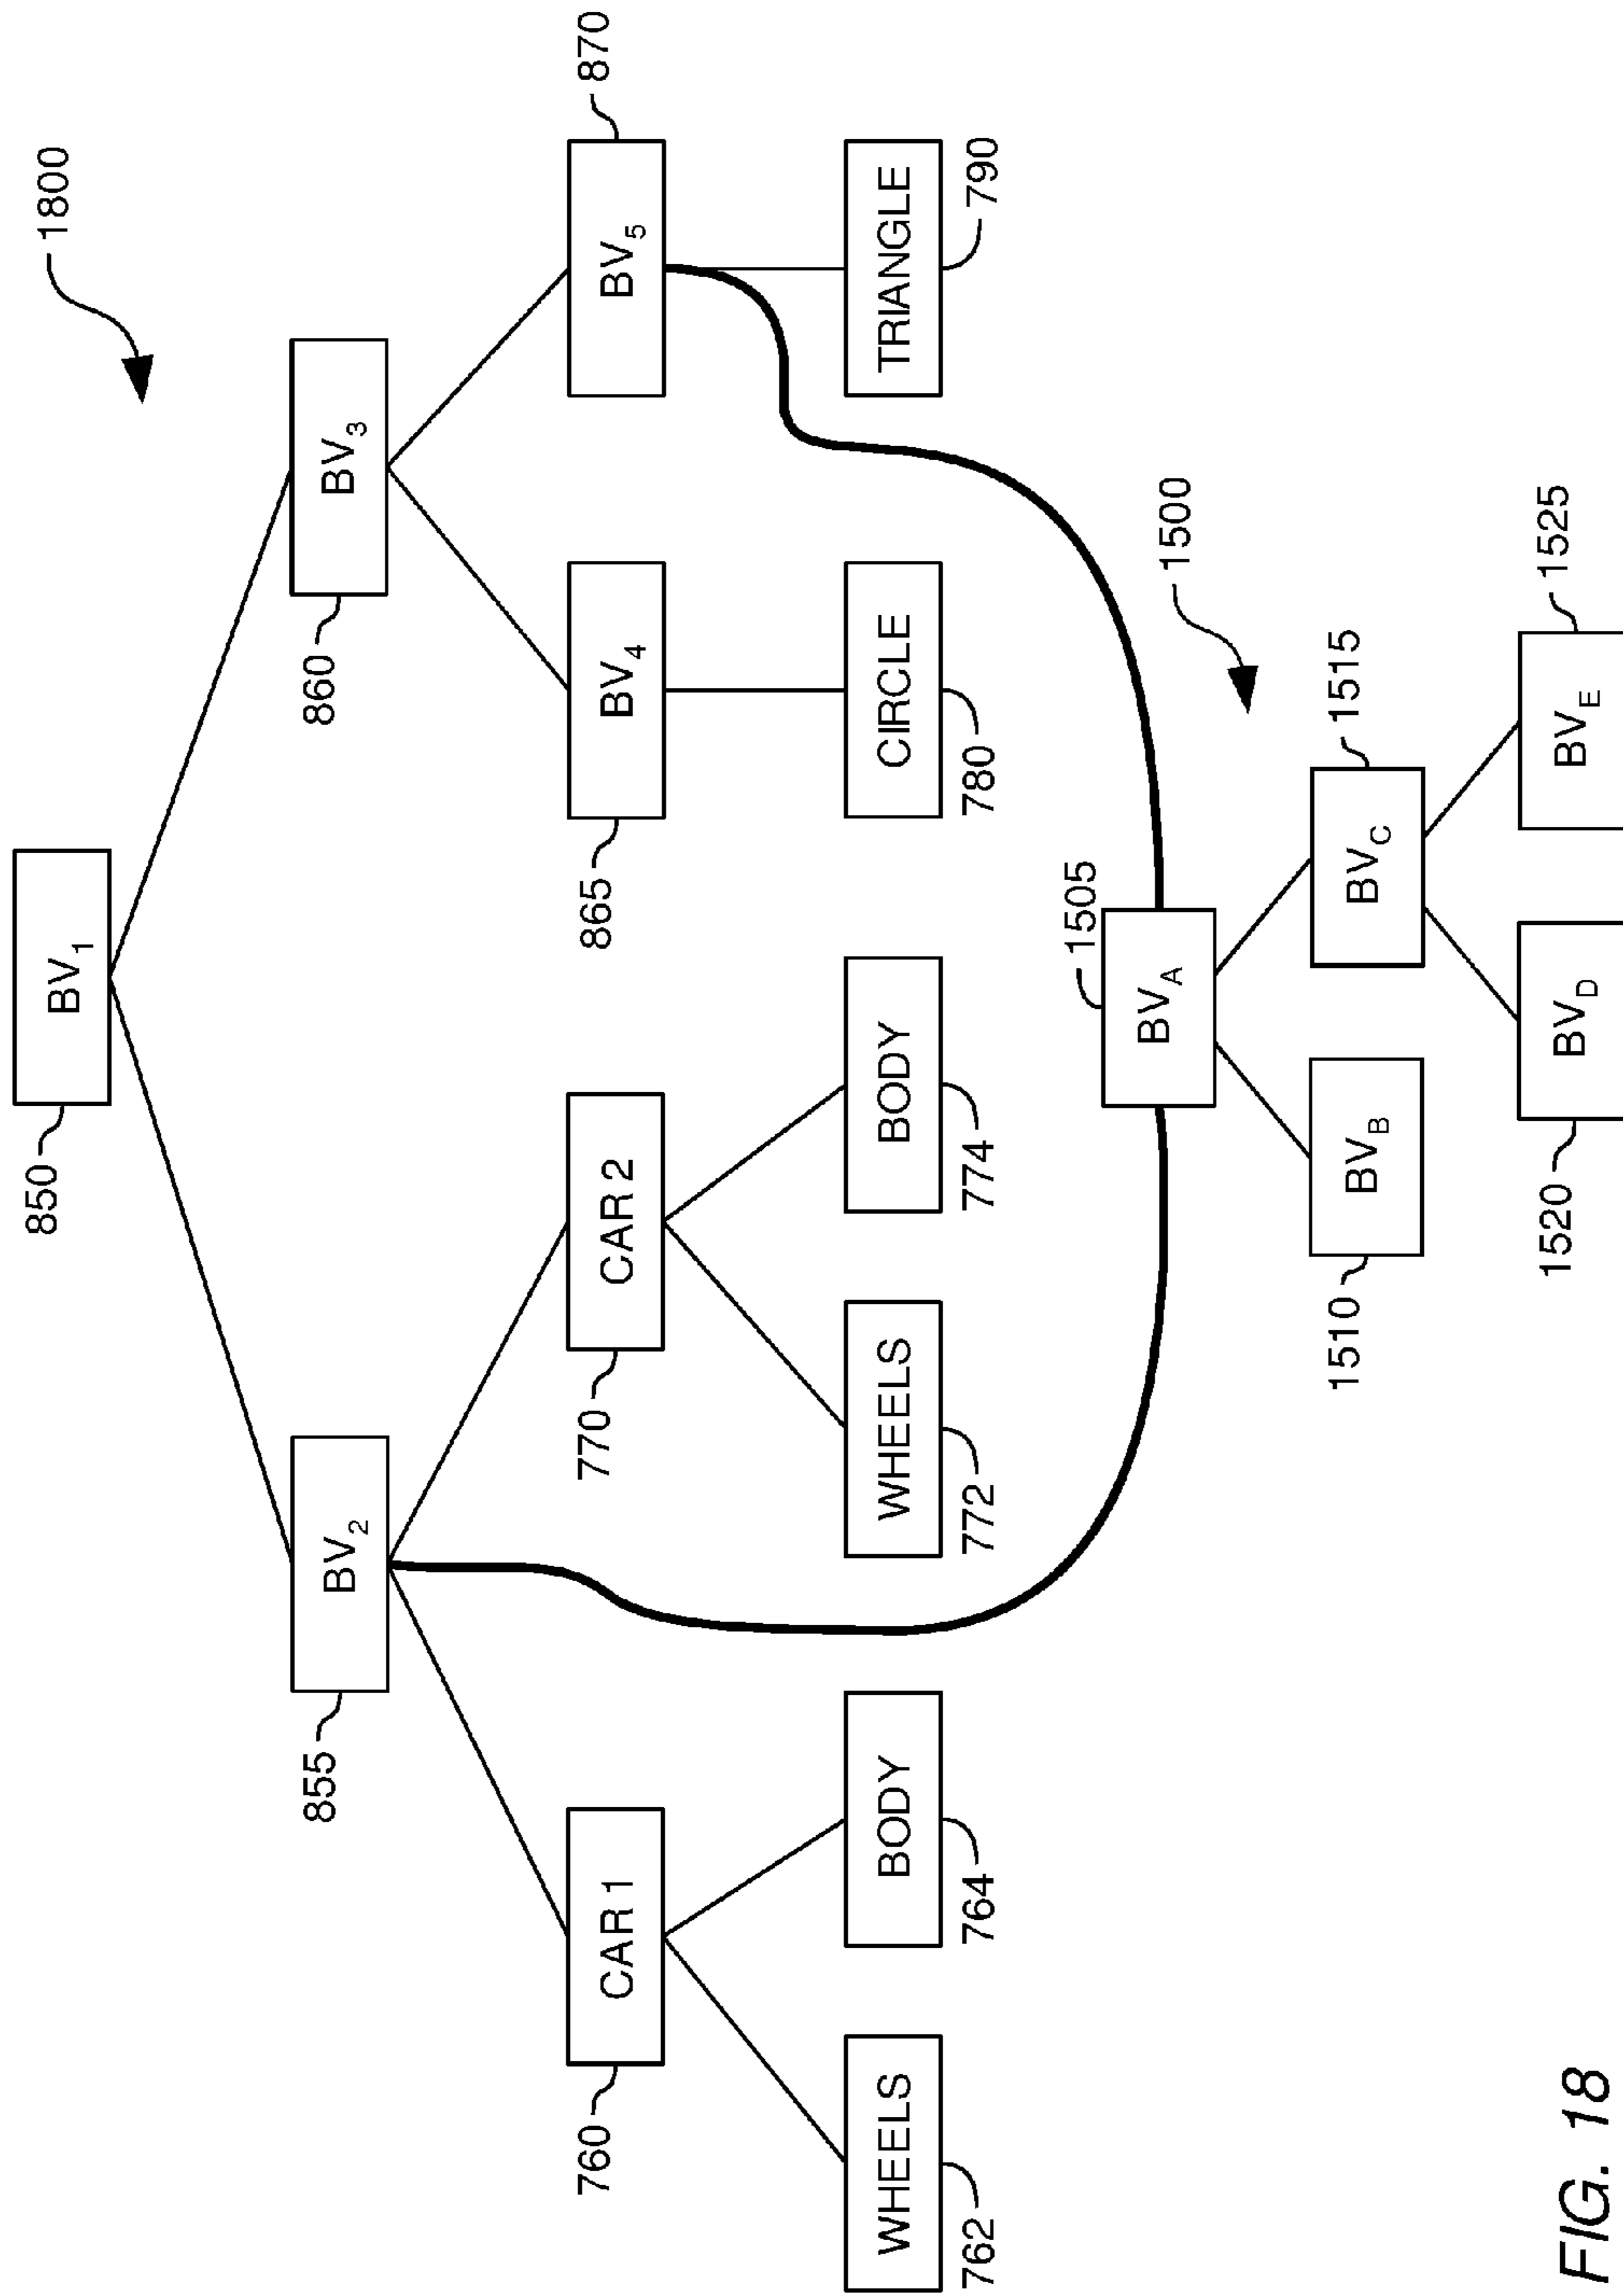 850
BV1
1800
855
BV2
860
BV3
760
CAR 1
770
CAR 2
865
BV4
BV5
870
WHEELS
BODY
WHEELS
BODY
CIRCLE
TRIANGLE
762
764
772
774
780
790
1505
BVA
1500
1510
BVB
BVC
1515
1520
BVD
BVE
1525
FIG. 18